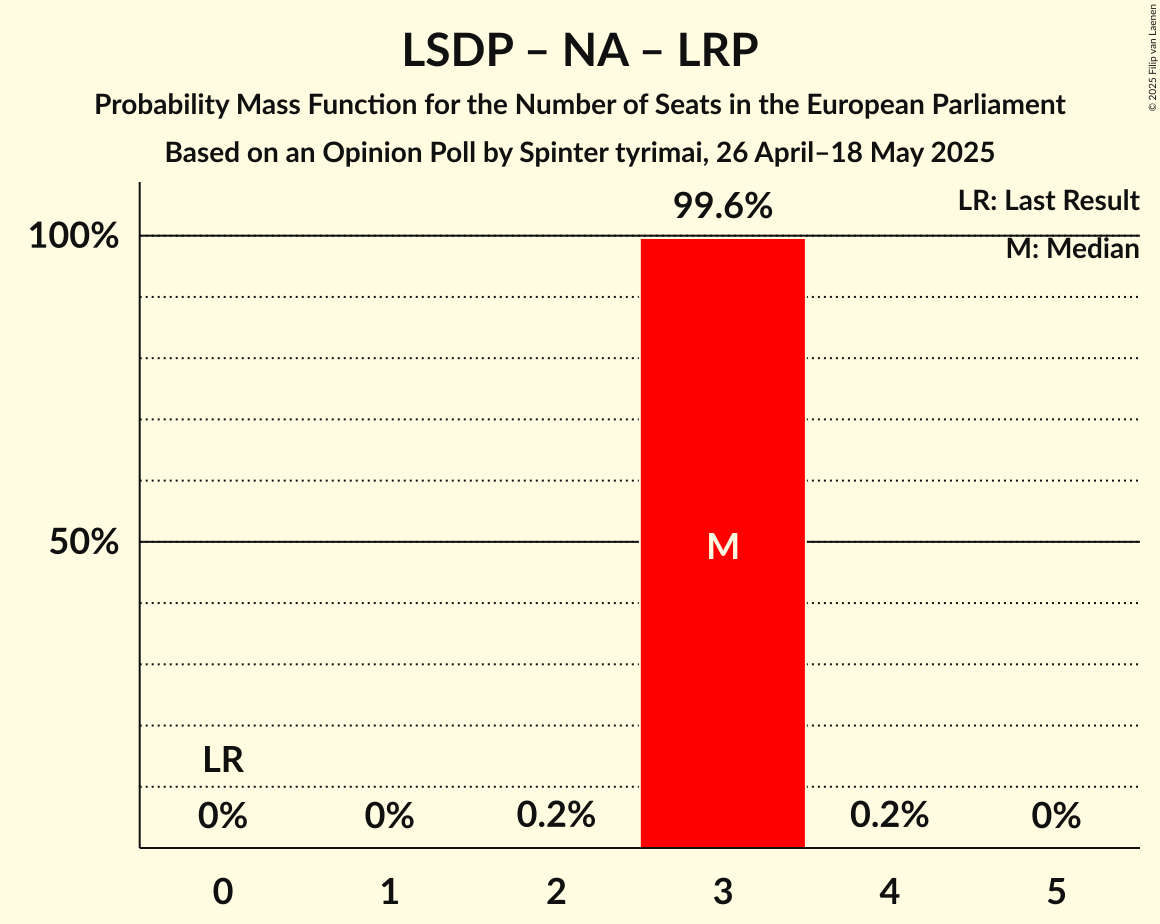 LSDP – NA – LRP
Probability Mass Function for the Number of Seats in the European Parliament
Based on an Opinion Poll by Spinter tyrimai, 26 April–18 May 2025
© 2025 Filip van Laenen
LR: Last Result
M: Median
99.6%
100%
50%
M
LR
0% 0% 0.2% 0.2% 0%
0 1 2 3 4 5